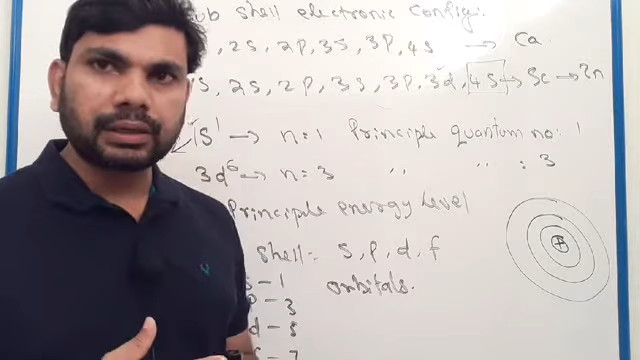 sub shell electronic config:
, 2s, 2p, 3s, 3p, 4s → Ca
s, 2s, 2p, 3s, 3p, 3d, 4s → Sc → Zn
1s¹ → n = 1 Principle quantum no: 1
3d⁶ → n = 3 " " : 3
Principle energy level
shell: s, p, d, f
s - 1 orbitals.
p - 3
d - 5
f - 7
+